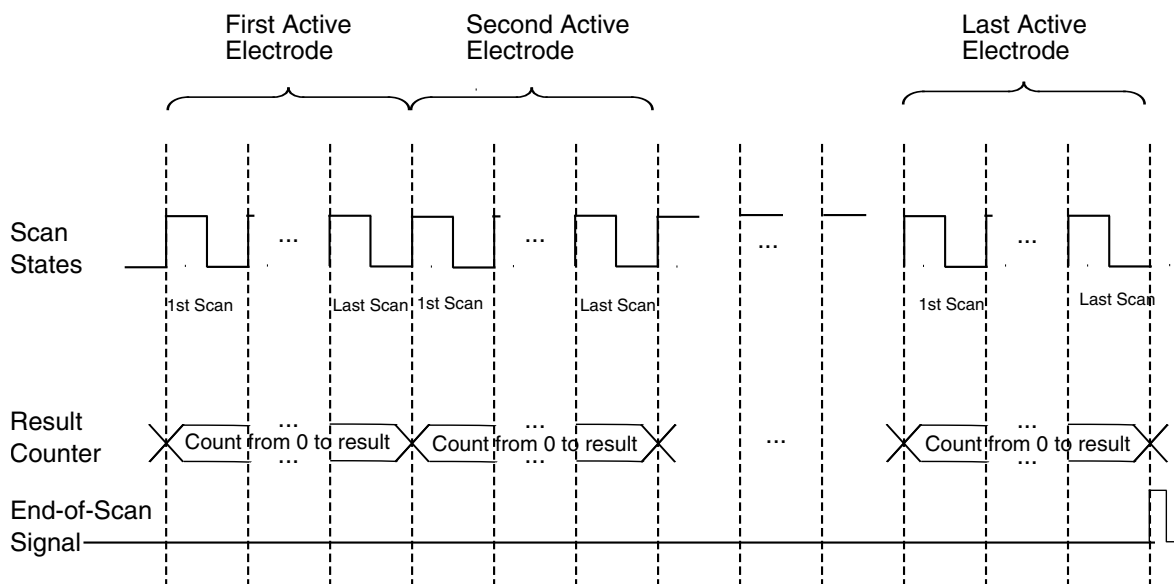 First Active
Electrode
Second Active
Electrode
Last Active
Electrode
Scan
States
...
...
...
...
1st Scan
Last Scan
1st Scan
Last Scan
1st Scan
Last Scan
Result
Counter
...
Count from 0 to result
...
...
Count from 0 to result
...
...
...
Count from 0 to result
...
End-of-Scan
Signal